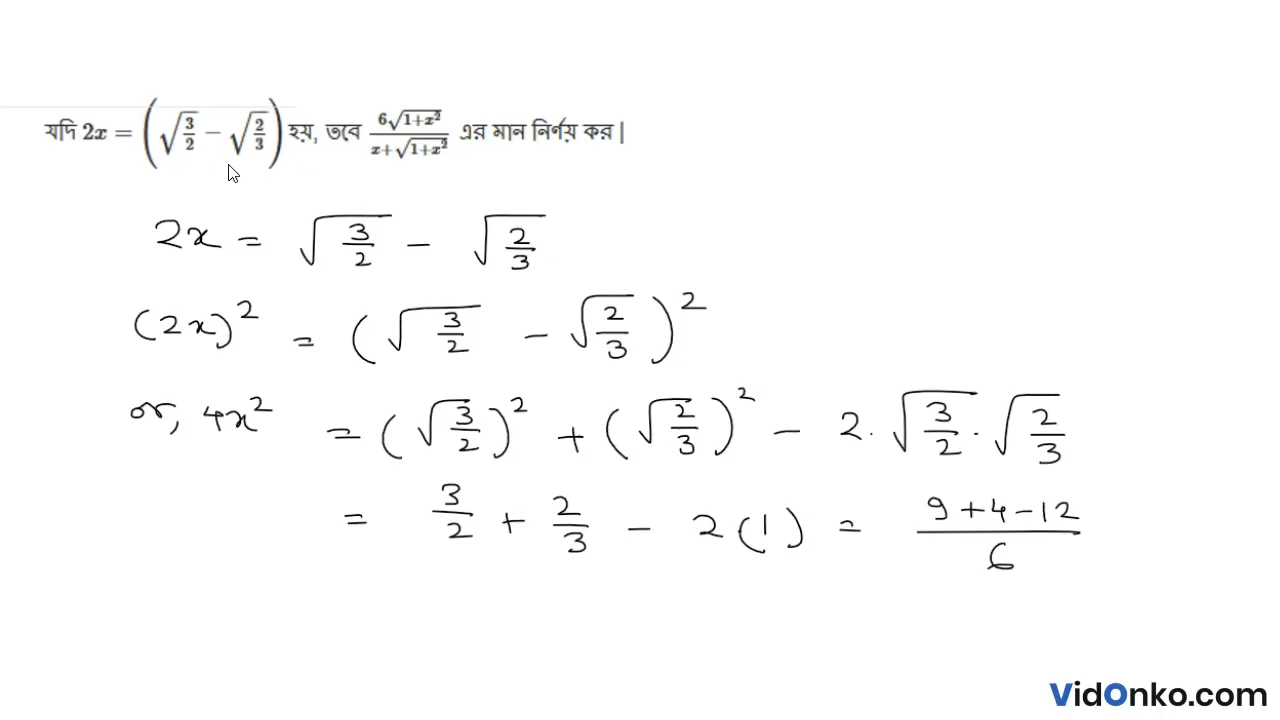 যদি 2x = (√(3/2) − √(2/3)) হয়, তবে 6√(1+x²) / x+√(1+x²) এর মান নির্ণয় কর |
2x = √(3/2) − √(2/3)
(2x)² = (√(3/2) − √(2/3))²
or, 4x² = (√(3/2))² + (√(2/3))² − 2. √(3/2) . √(2/3)
= 3/2 + 2/3 − 2(1) = 9+4−12 / 6
VidOnko.com